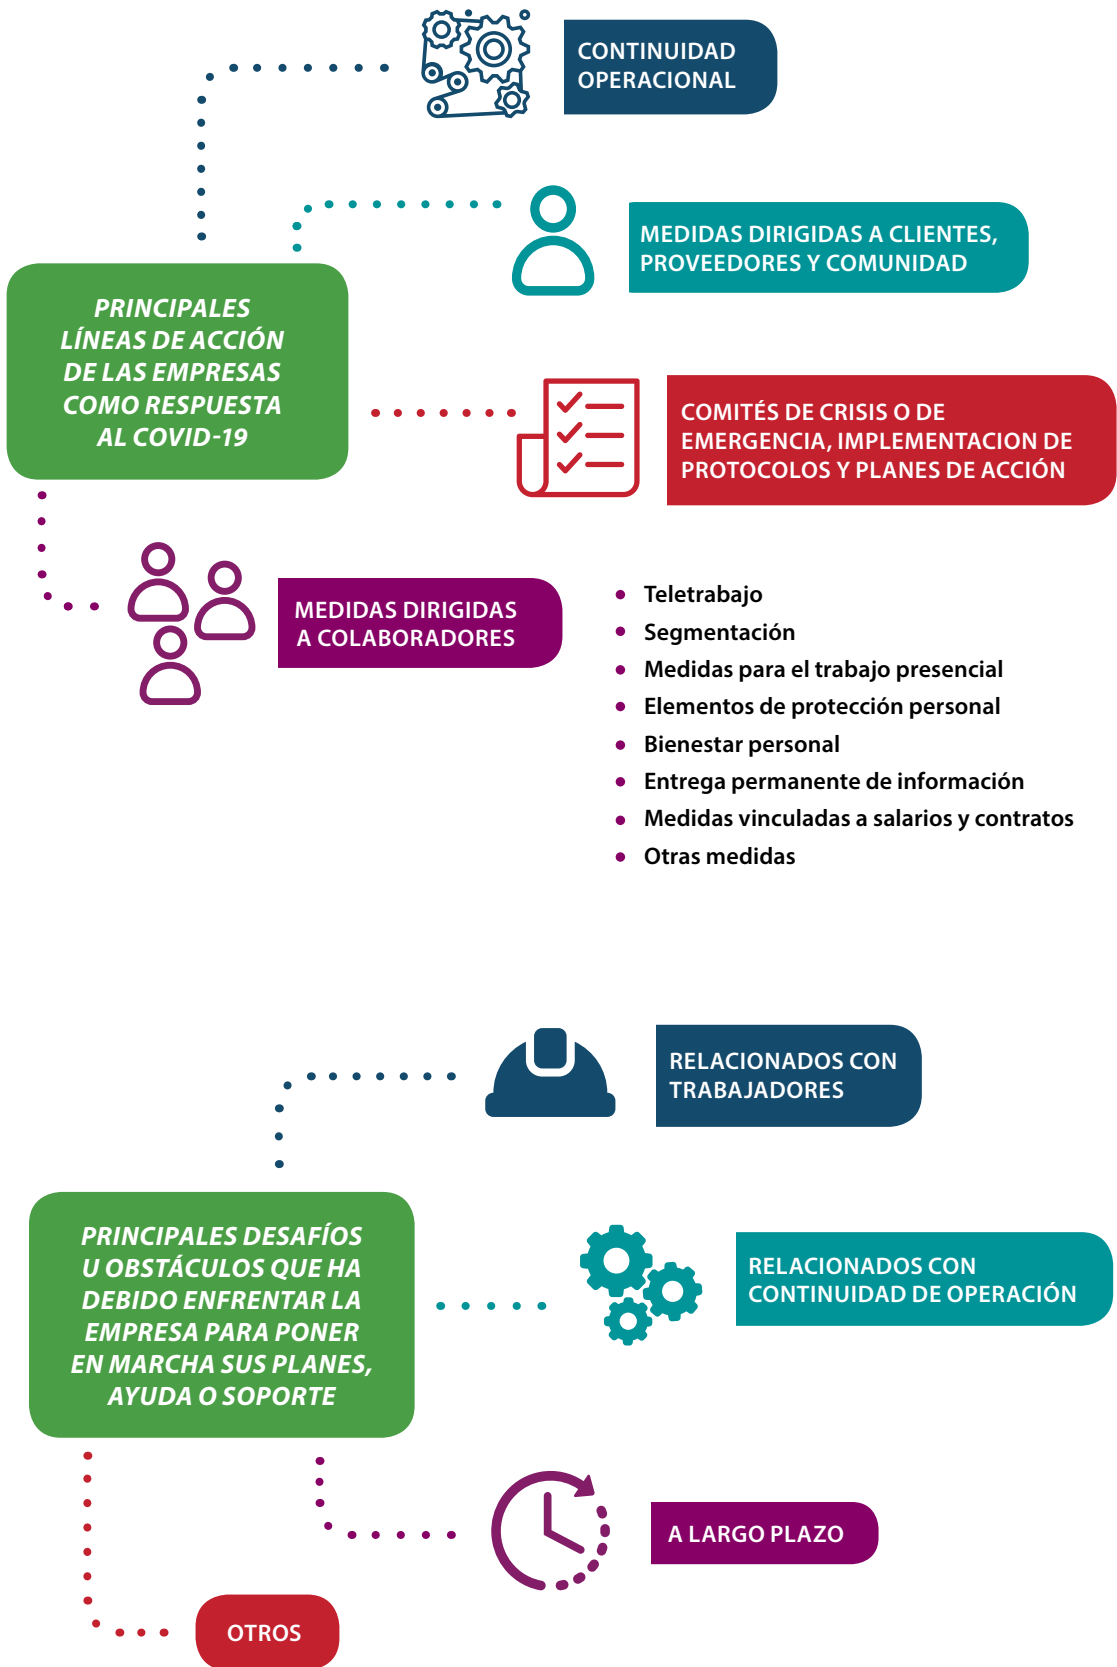 CONTINUIDAD
OPERACIONAL
MEDIDAS DIRIGIDAS A CLIENTES,
PROVEEDORES Y COMUNIDAD
PRINCIPALES
LÍNEAS DE ACCIÓN
DE LAS EMPRESAS
COMO RESPUESTA
AL COVID-19
COMITÉS DE CRISIS O DE
EMERGENCIA, IMPLEMENTACION DE
PROTOCOLOS Y PLANES DE ACCIÓN
MEDIDAS DIRIGIDAS
A COLABORADORES
• Teletrabajo
• Segmentación
• Medidas para el trabajo presencial
• Elementos de protección personal
• Bienestar personal
• Entrega permanente de información
• Medidas vinculadas a salarios y contratos
• Otras medidas
RELACIONADOS CON
TRABAJADORES
PRINCIPALES DESAFÍOS
U OBSTÁCULOS QUE HA
DEBIDO ENFRENTAR LA
EMPRESA PARA PONER
EN MARCHA SUS PLANES,
AYUDA O SOPORTE
RELACIONADOS CON
CONTINUIDAD DE OPERACIÓN
A LARGO PLAZO
OTROS